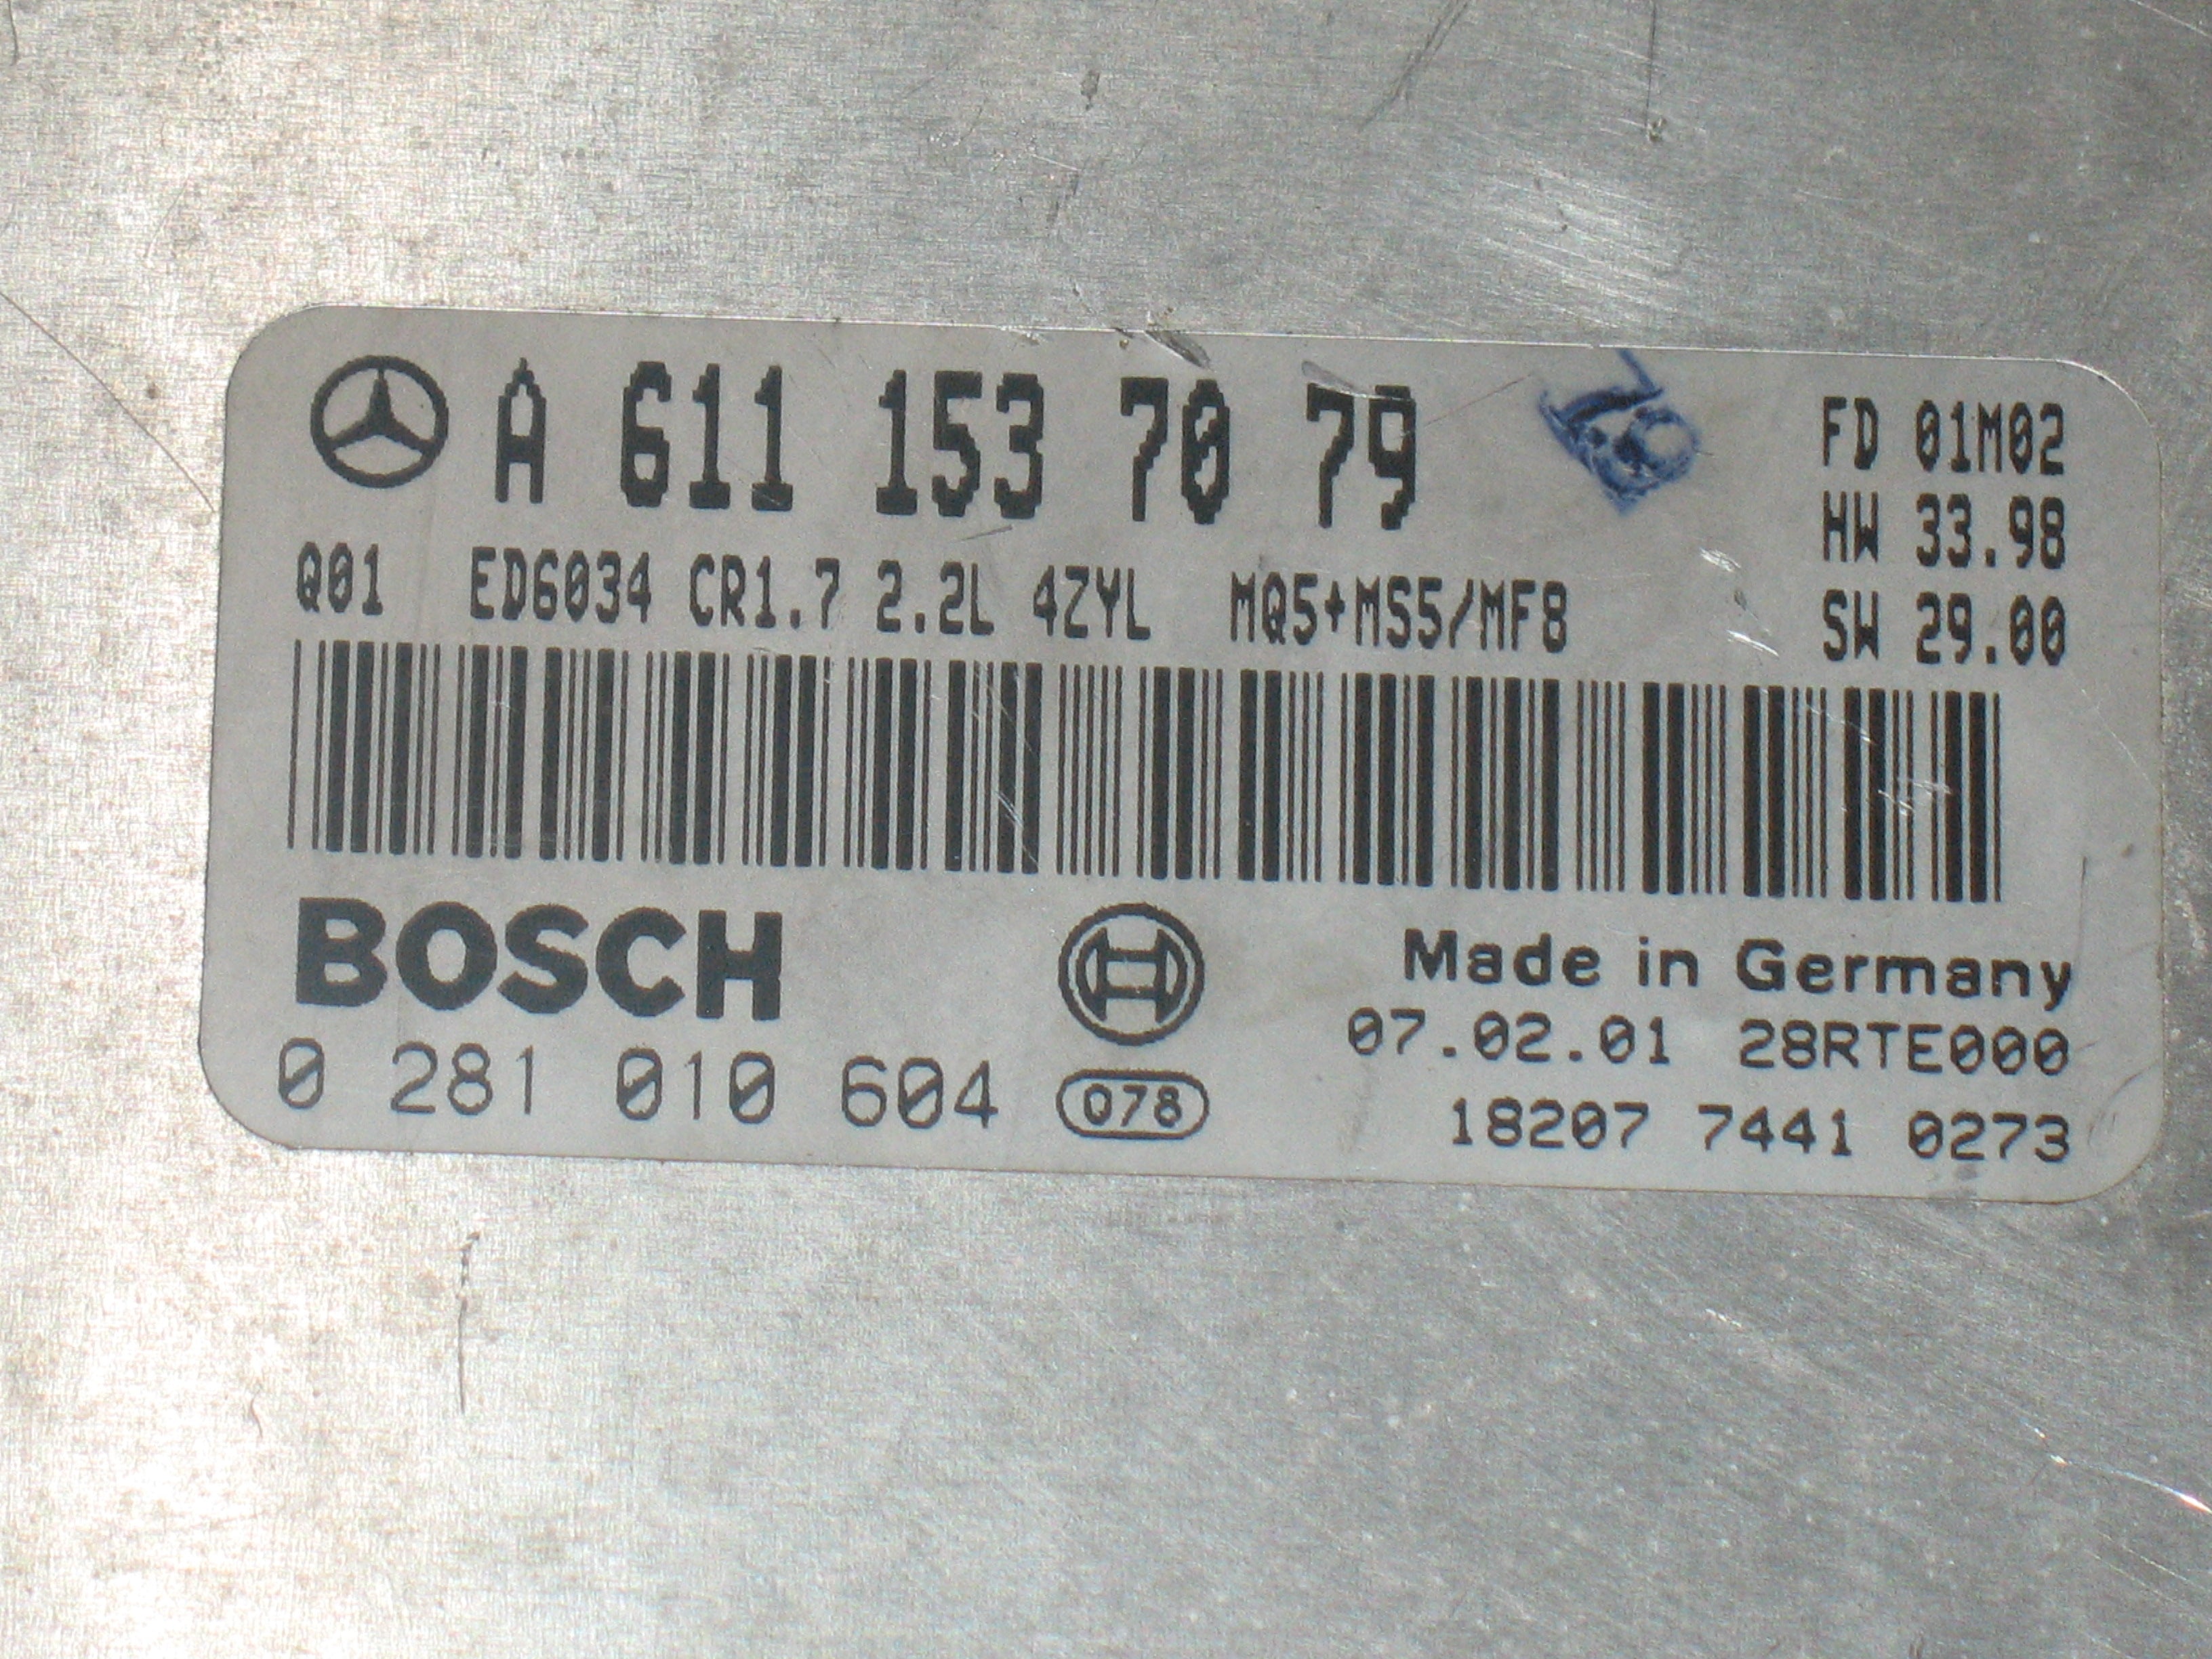 A 611 153 70 79
FD 01M02
HW 33.98
SW 29.00
Q01 ED6034 CR1.7 2.2L 4ZYL MQ5+MS5/MF8
BOSCH
Made in Germany
0 281 010 604
078
07.02.01 28RTE000
18207 7441 0273